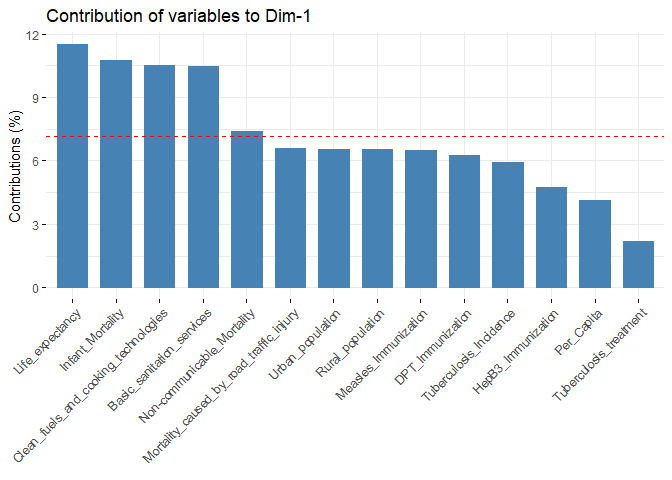 Contribution of variables to Dim-1
Contributions (%)
12
9
6
3
0
Life_expectancy
Infant_Mortality
Clean_fuels_and_cooking_technologies
Basic_sanitation_services
Non-communicable_Mortality
Mortality_caused_by_road_traffic_injury
Urban_population
Rural_population
Measles_Immunization
DPT_Immunization
Tuberculosis_Incidence
HepB3_Immunization
Per_Capita
Tuberculosis_treatment